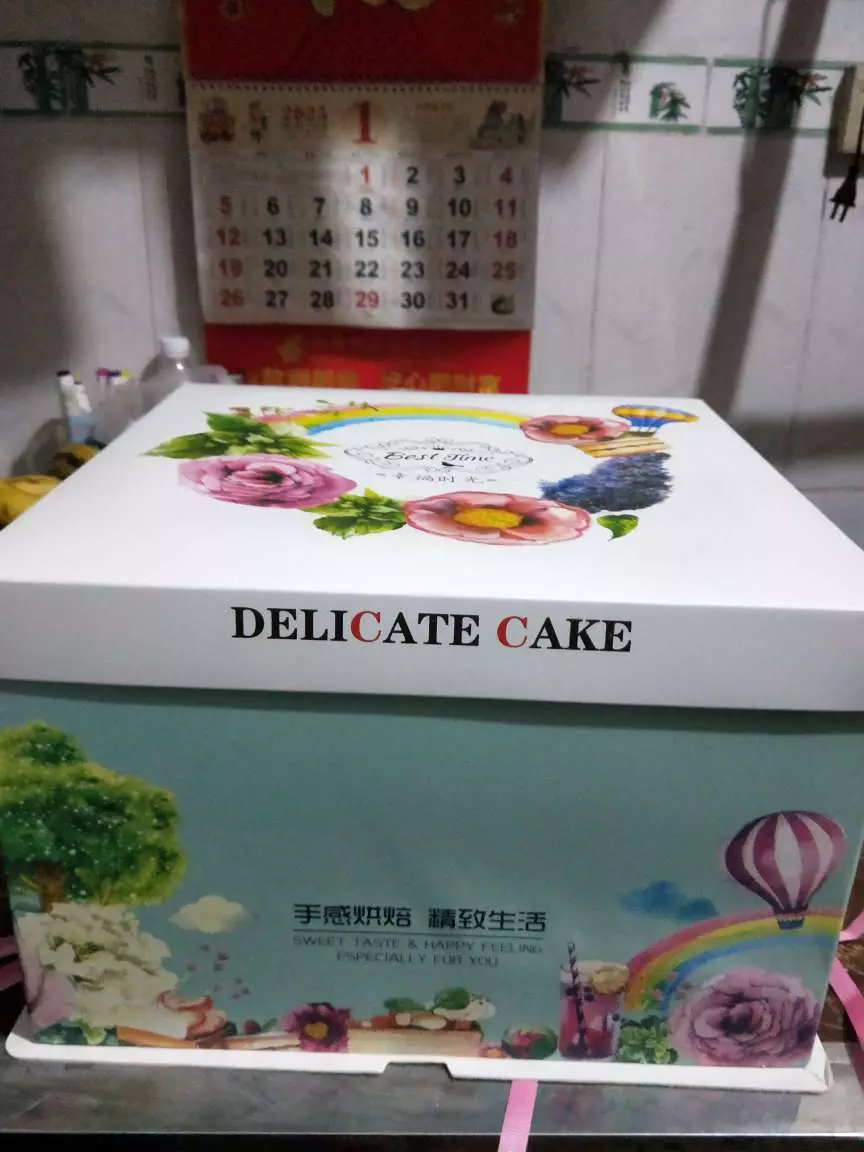 2025
1
1 2 3 4
5 6 7 8 9 10 11
12 13 14 15 16 17 18
19 20 21 22 23 24 25
26 27 28 29 30 31
Best Time
幸福时光
DELICATE CAKE
手感烘焙 精致生活
SWEET TASTE & HAPPY FEELING
ESPECIALLY FOR YOU